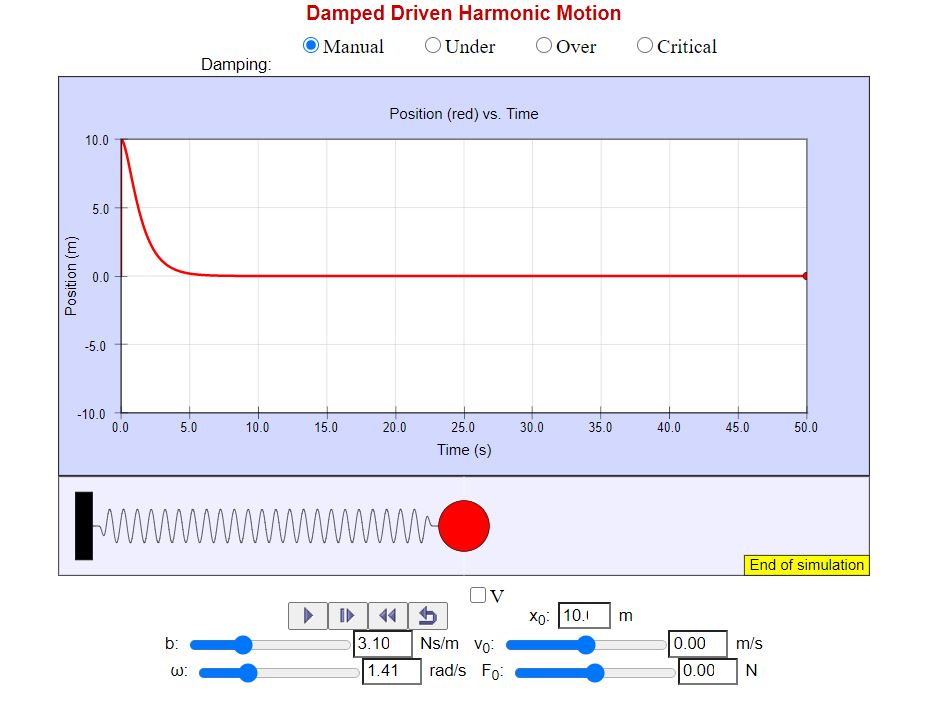 Damped Driven Harmonic Motion
Manual Under Over Critical
Damping:
Position (red) vs. Time
10.0
5.0
0.0
-5.0
-10.0
Position (m)
0.0 5.0 10.0 15.0 20.0 25.0 30.0 35.0 40.0 45.0 50.0
Time (s)
End of simulation
V
x₀: 10.0 m
b: 3.10 Ns/m v₀: 0.00 m/s
ω: 1.41 rad/s F₀: 0.00 N